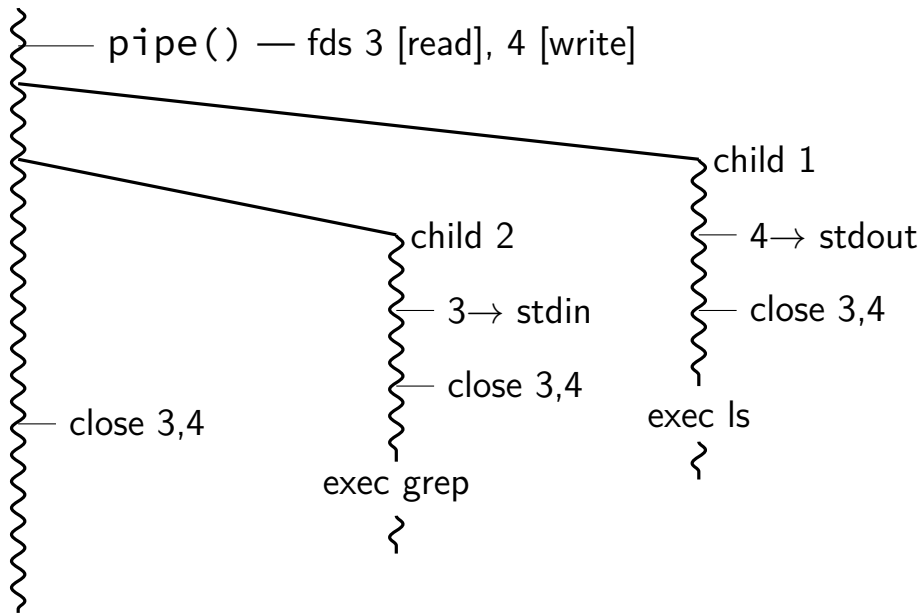 pipe() — fds 3 [read], 4 [write]
child 1
child 2
4→ stdout
3→ stdin
close 3,4
close 3,4
close 3,4
exec ls
exec grep